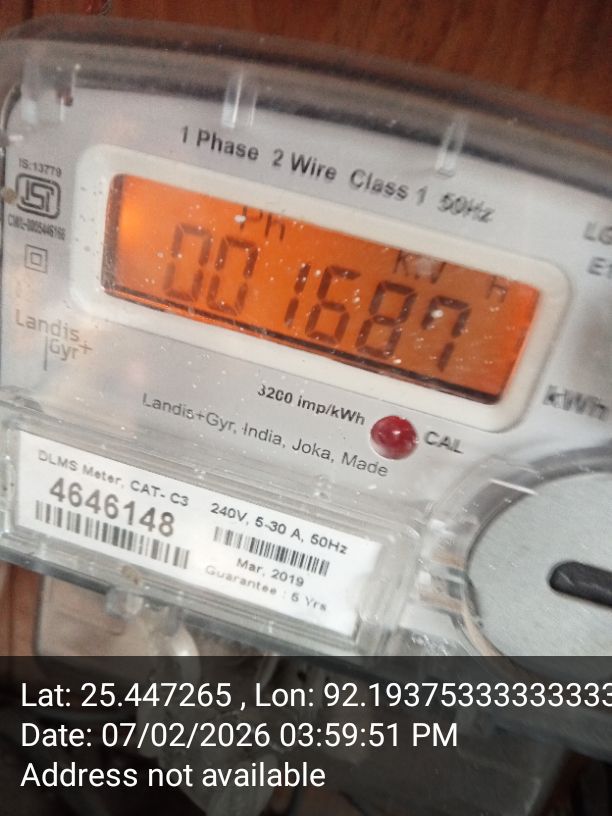 1 Phase 2 Wire Class 1 50Hz
IS:13779
ISI
LG
Ph
001687
kWh
Landis
Gyr+
3200 imp/kWh
CAL
Landis+Gyr, India, Joka, Made
DLMS Meter, CAT- C3
4646148
240V, 5-30 A, 50Hz
Mar, 2019
Guarantee : 5 Yrs
Lat: 25.447265 , Lon: 92.19375333333333
Date: 07/02/2026 03:59:51 PM
Address not available